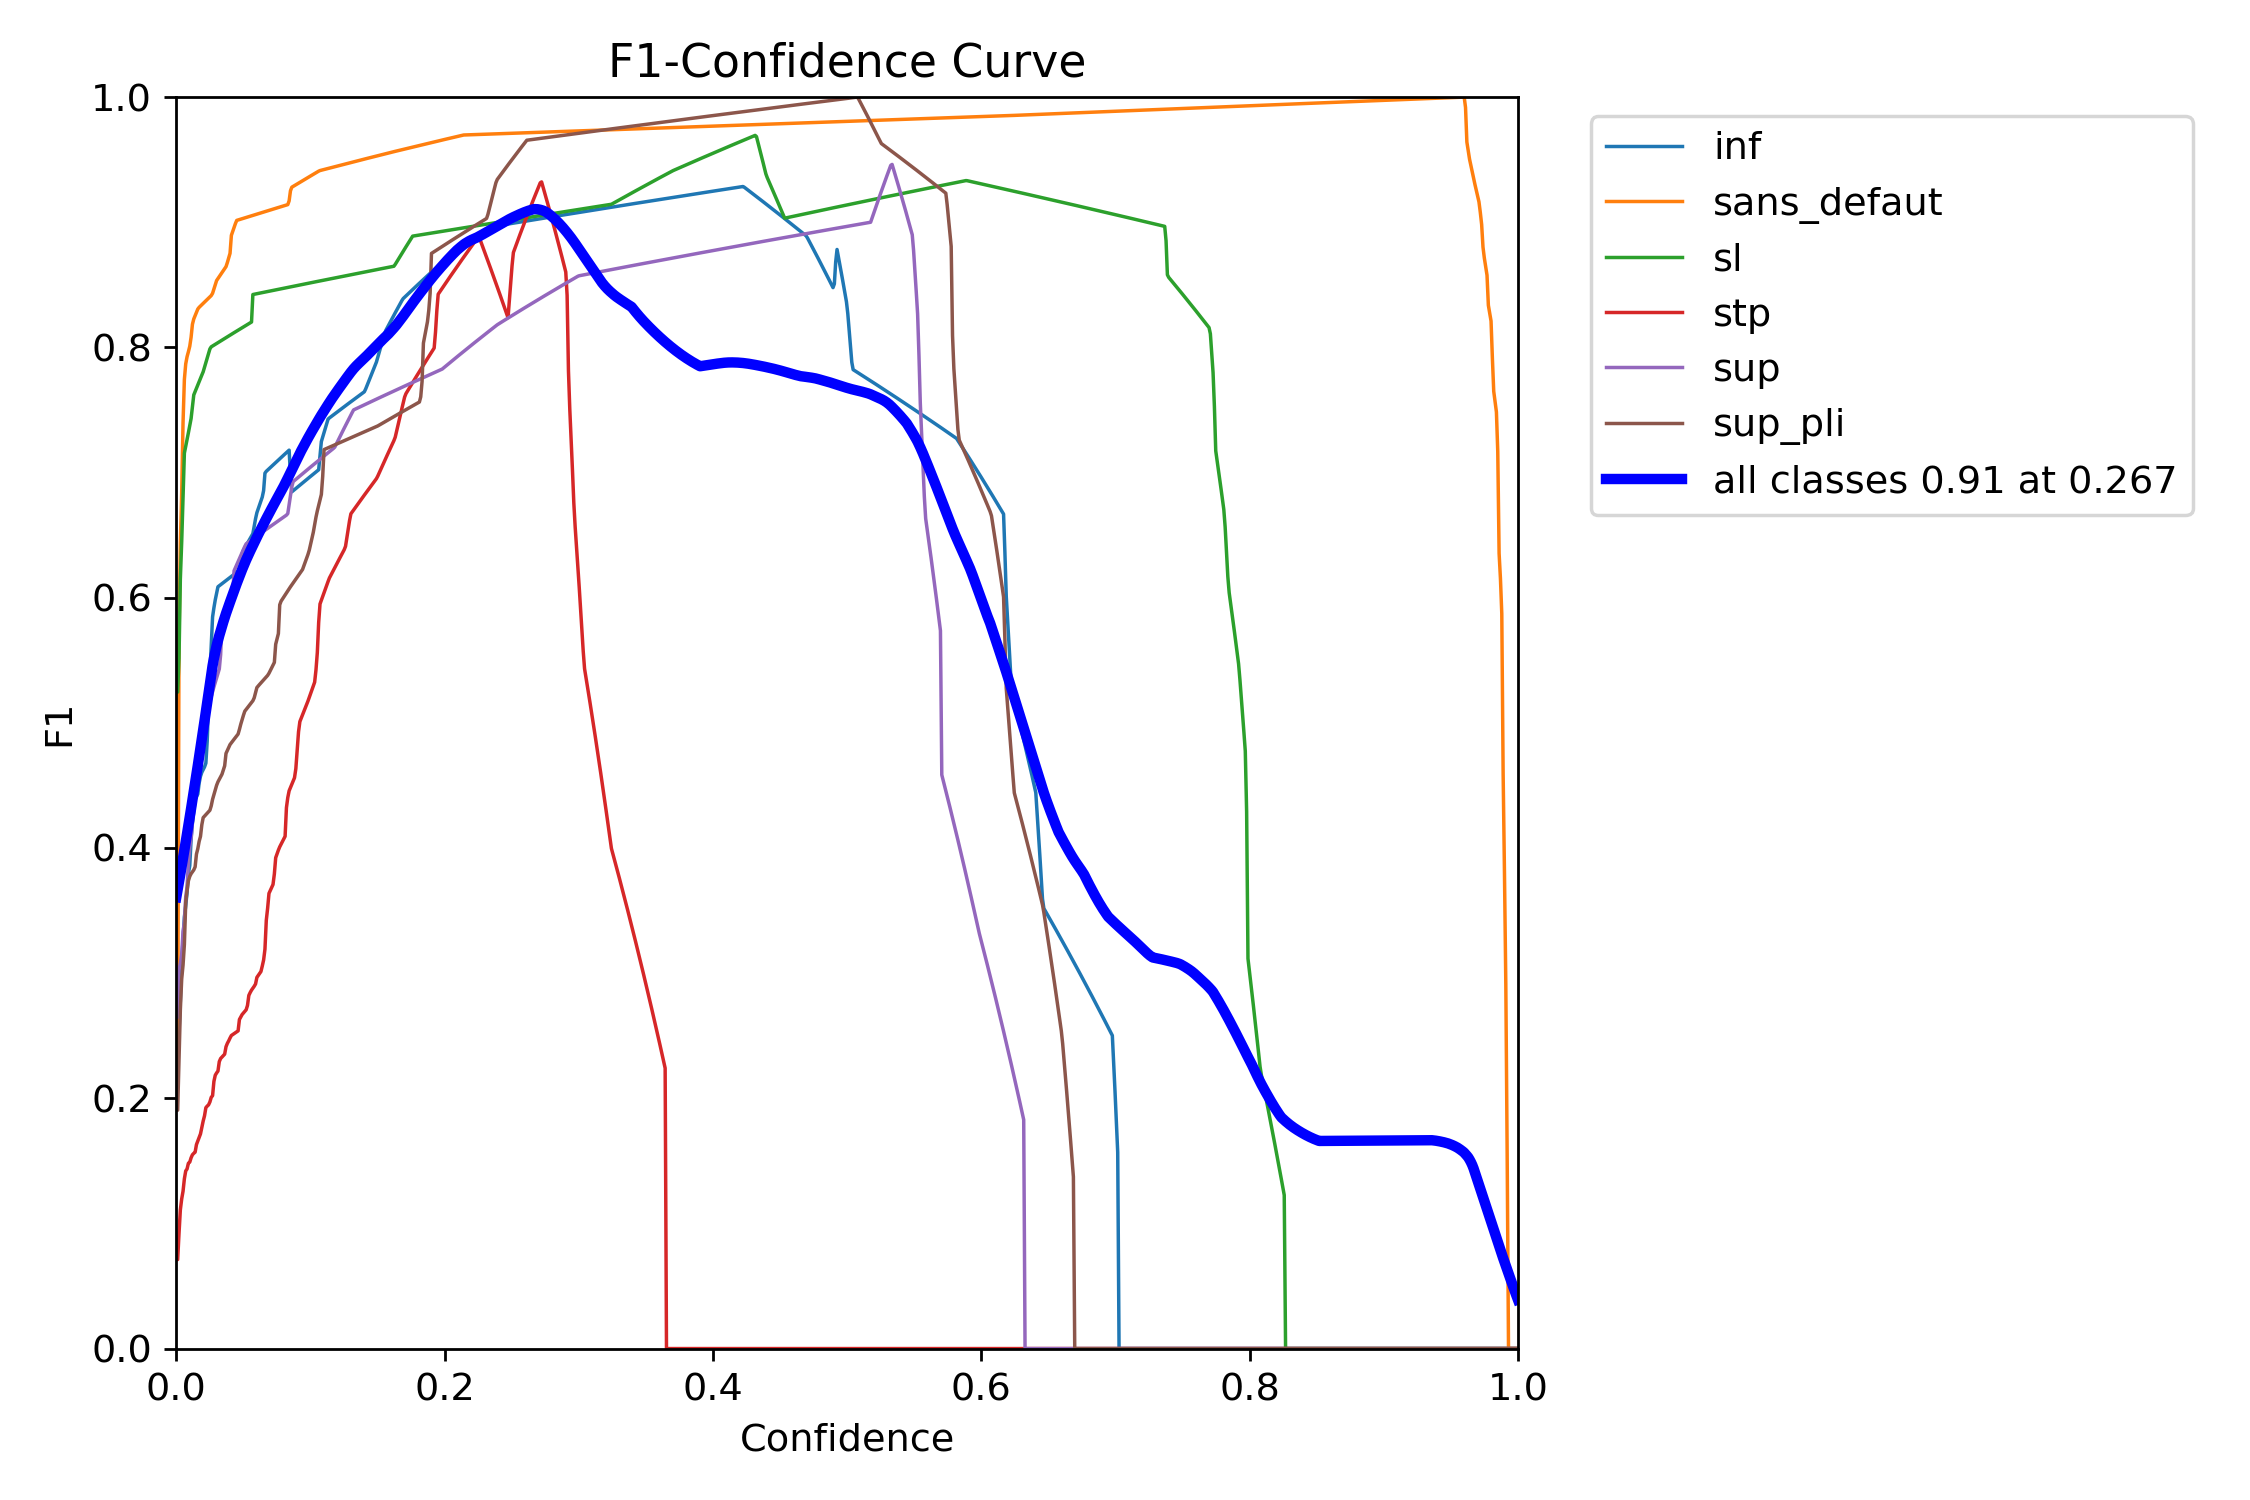 F1-Confidence Curve
1.0
0.8
0.6
0.4
0.2
0.0
F1
0.0 0.2 0.4 0.6 0.8 1.0
Confidence
inf
sans_defaut
sl
stp
sup
sup_pli
all classes 0.91 at 0.267